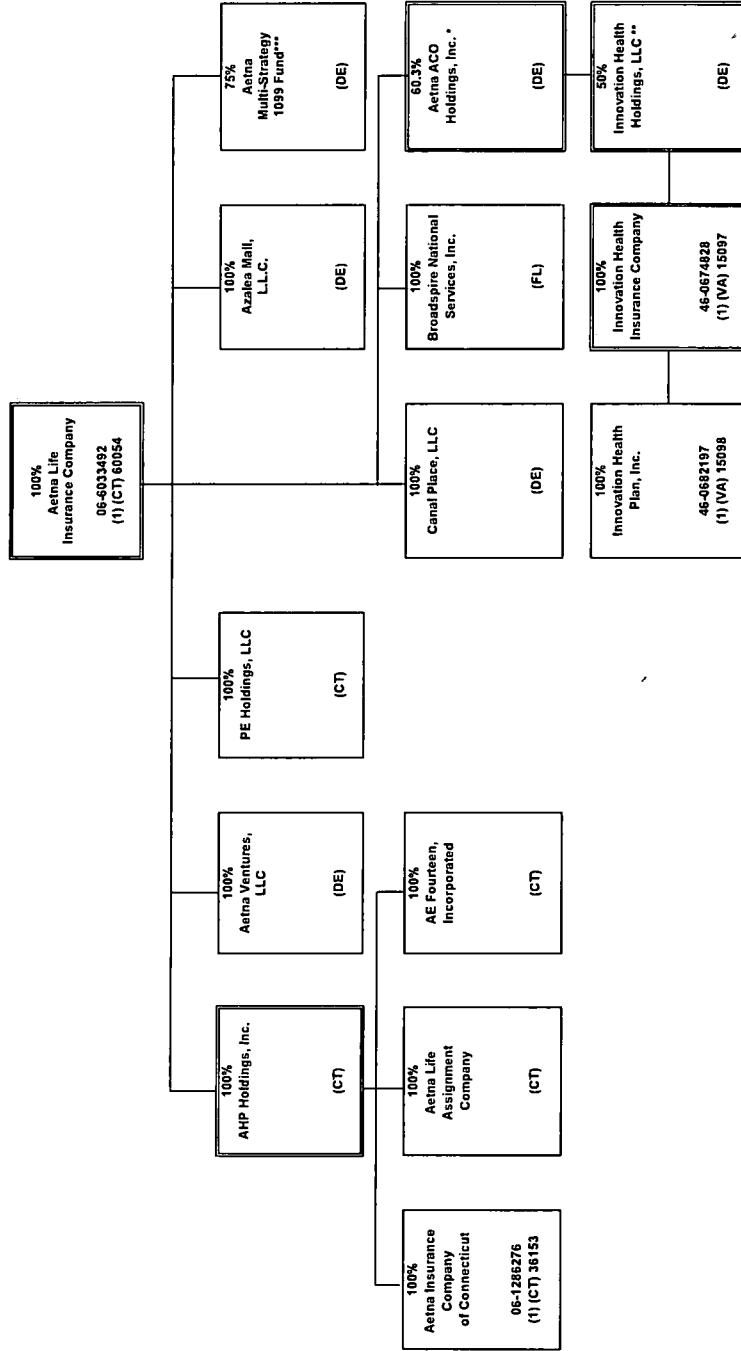 100%
Aetna Life
Insurance Company
06-6033492
(1) (CT) 60054
100%
AHP Holdings, Inc.
(CT)
100%
Aetna Ventures,
LLC
(DE)
100%
PE Holdings, LLC
(CT)
100%
Azalea Mall,
L.L.C.
(DE)
75%
Aetna
Multi-Strategy
1099 Fund***
(DE)
100%
Aetna Insurance
Company
of Connecticut
06-1286276
(1) (CT) 36153
100%
Aetna Life
Assignment
Company
(CT)
100%
AE Fourteen,
Incorporated
(CT)
100%
Canal Place, LLC
(DE)
100%
Broadspire National
Services, Inc.
(FL)
60.3%
Aetna ACO
Holdings, Inc. *
(DE)
100%
Innovation Health
Plan, Inc.
46-0682197
(1) (VA) 15098
100%
Innovation Health
Insurance Company
46-0674828
(1) (VA) 15097
50%
Innovation Health
Holdings, LLC **
(DE)